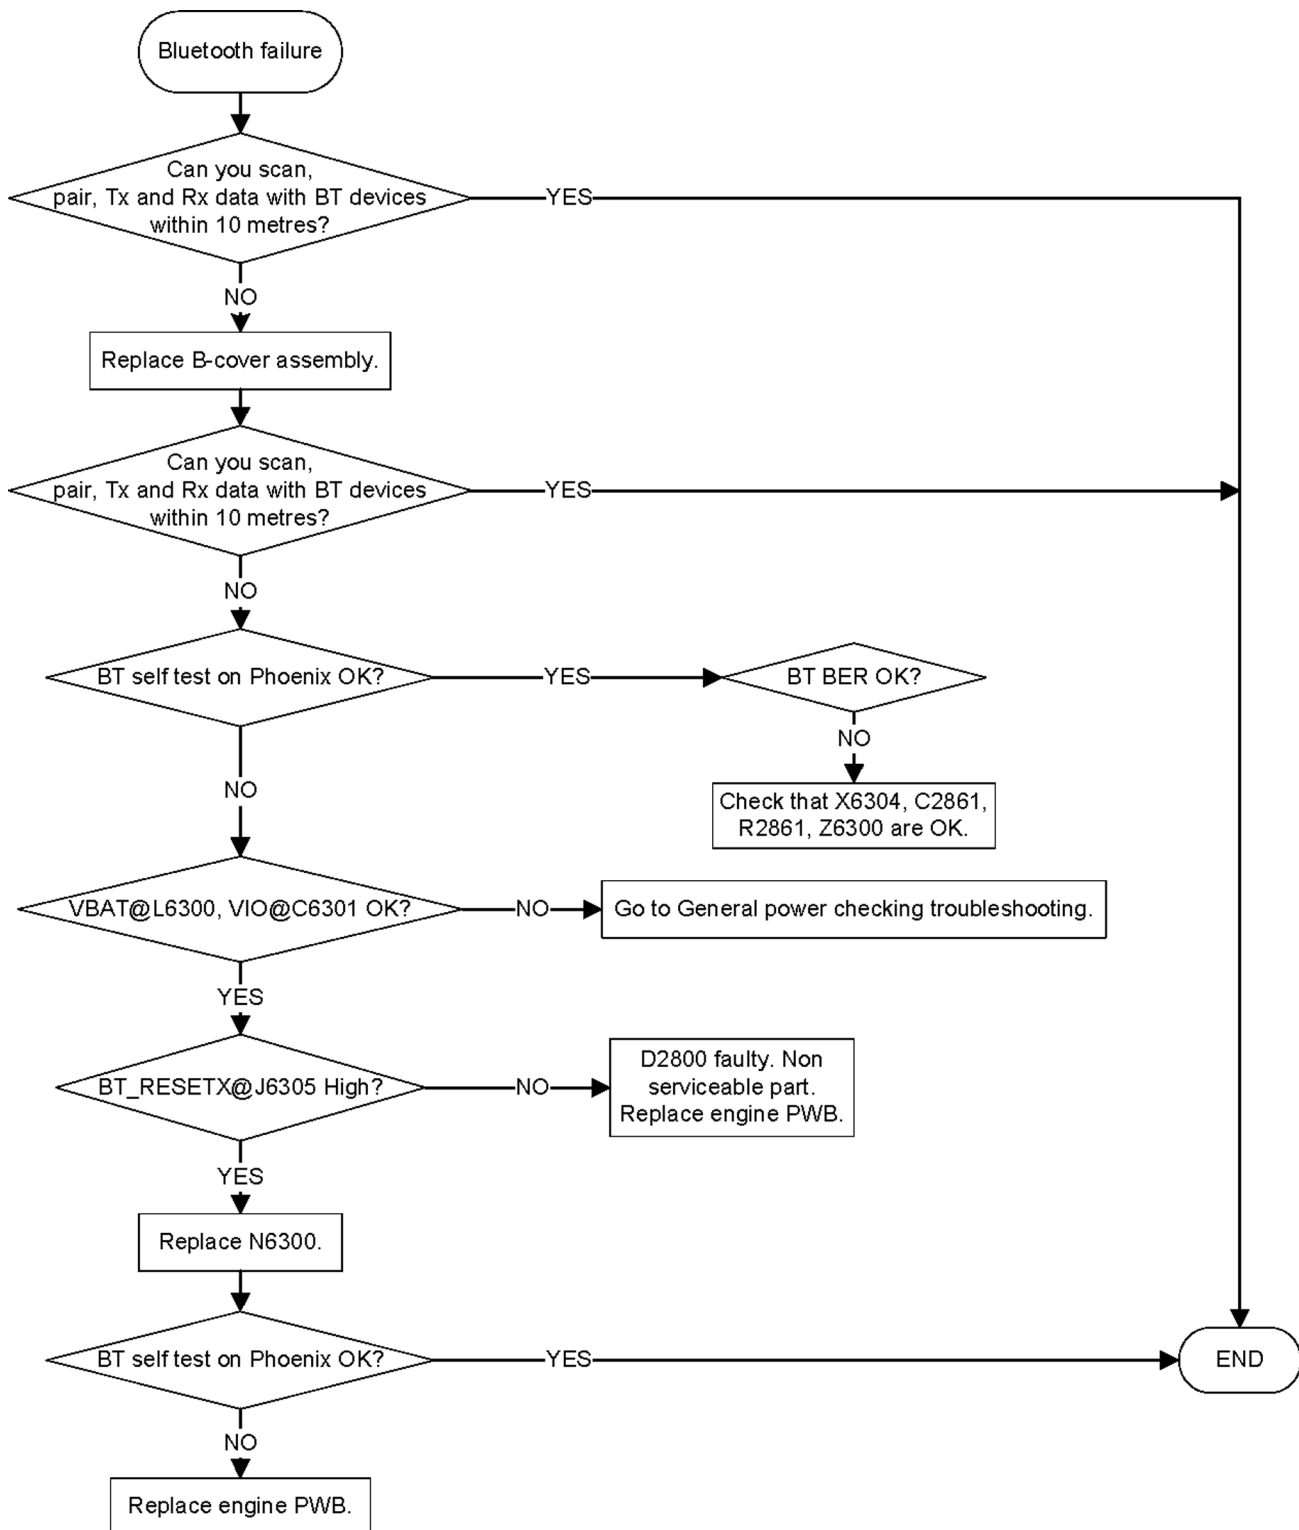 Bluetooth failure
Can you scan,
pair, Tx and Rx data with BT devices
within 10 metres?
YES
NO
Replace B-cover assembly.
Can you scan,
pair, Tx and Rx data with BT devices
within 10 metres?
YES
NO
BT self test on Phoenix OK?
YES
BT BER OK?
NO
Check that X6304, C2861,
R2861, Z6300 are OK.
NO
VBAT@L6300, VIO@C6301 OK?
NO
Go to General power checking troubleshooting.
YES
BT_RESETX@J6305 High?
NO
D2800 faulty. Non
serviceable part.
Replace engine PWB.
YES
Replace N6300.
BT self test on Phoenix OK?
YES
END
NO
Replace engine PWB.